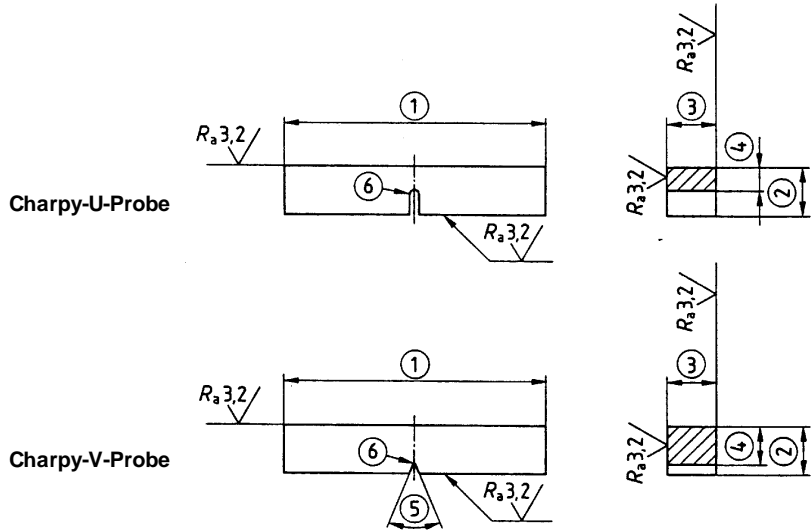 Ra3,2
①
③
Ra3,2
④
⑥
Ra3,2
②
Charpy-U-Probe
Ra3,2
Ra3,2
①
③
Ra3,2
⑥
Ra3,2
④
②
Charpy-V-Probe
Ra3,2
⑤